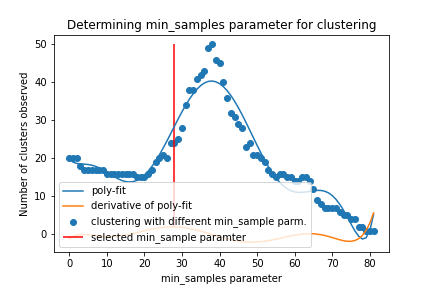 Determining min_samples parameter for clustering
50
40
30
20
10
0
Number of clusters observed
poly-fit
derivative of poly-fit
clustering with different min_sample parm.
selected min_sample paramter
0 10 20 30 40 50 60 70 80
min_samples parameter